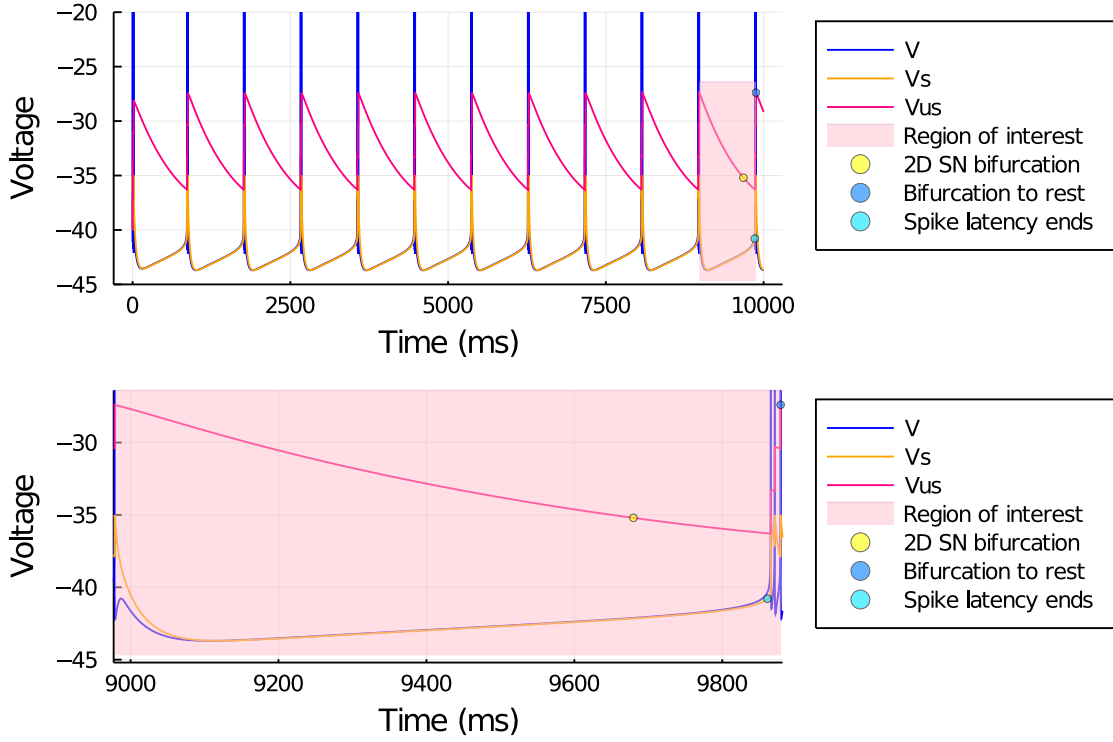 −20
−25
−30
−35
−40
−45
Voltage
0
2500
5000
7500
10000
Time (ms)
V
Vs
Vus
Region of interest
2D SN bifurcation
Bifurcation to rest
Spike latency ends
−30
−35
−40
−45
Voltage
9000
9200
9400
9600
9800
Time (ms)
V
Vs
Vus
Region of interest
2D SN bifurcation
Bifurcation to rest
Spike latency ends